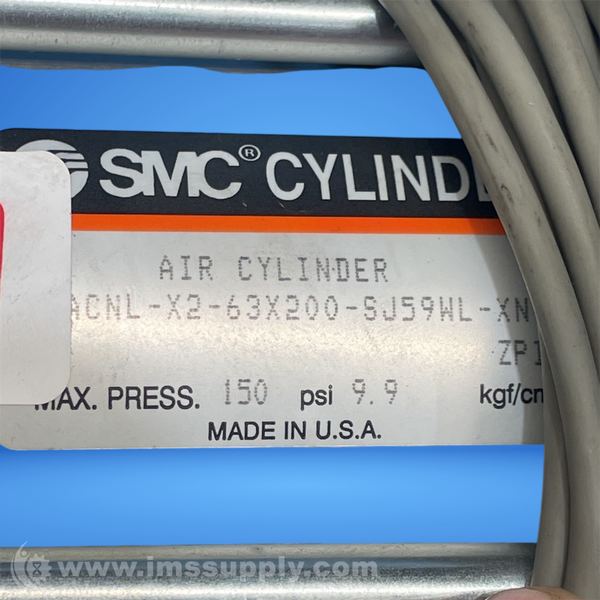 SMC® CYLINDE
AIR CYLINDER
ACNL-X2-63X200-SJ59WL-XN
ZP1
MAX. PRESS. 150 psi 9.9 kgf/cm
MADE IN U.S.A.
www.imssupply.com